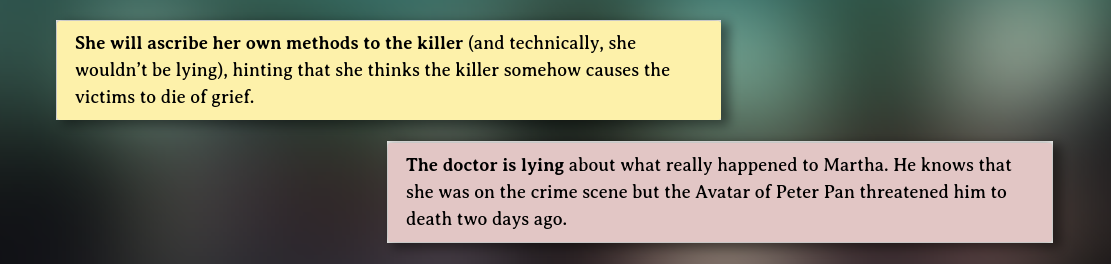 She will ascribe her own methods to the killer (and technically, she
wouldn’t be lying), hinting that she thinks the killer somehow causes the
victims to die of grief.
The doctor is lying about what really happened to Martha. He knows that
she was on the crime scene but the Avatar of Peter Pan threatened him to
death two days ago.